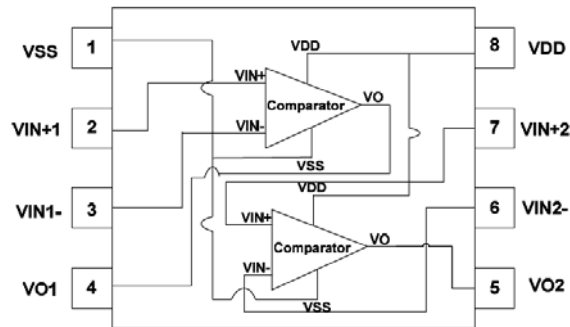 VSS 1 VDD 8 VDD
VIN+ VO
VIN+1 2 Comparator 7 VIN+2
VIN-
VSS
VDD
VIN1- 3 VIN+ 6 VIN2-
VO
Comparator
VIN-
VO1 4 5 VO2
VSS